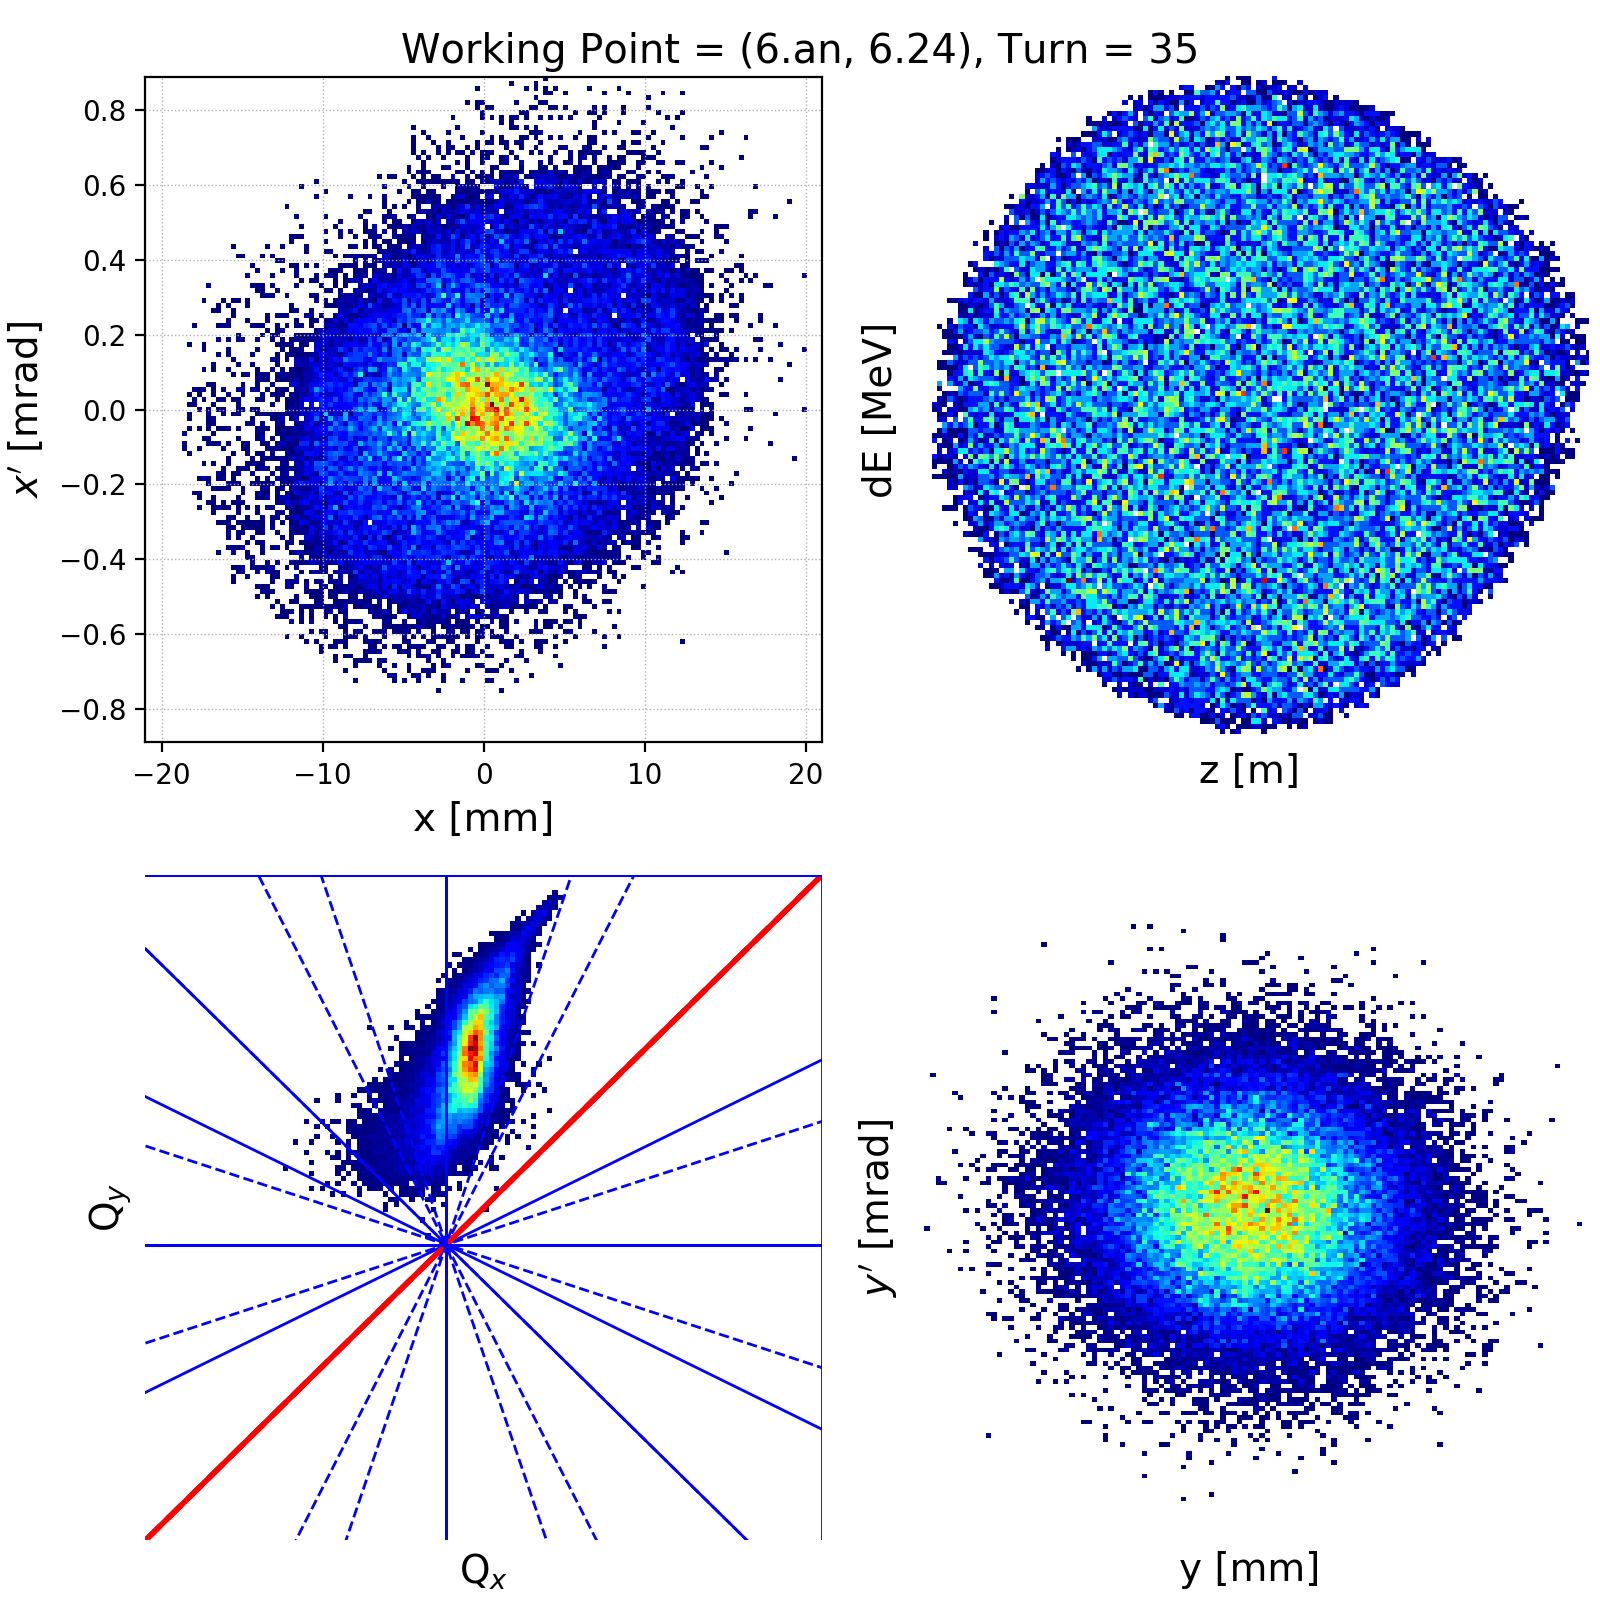 Working Point = (6.an, 6.24), Turn = 35
0.8
0.6
0.4
0.2
0.0
−0.2
−0.4
−0.6
−0.8
x′ [mrad]
−20 −10 0 10 20
x [mm]
dE [MeV]
z [m]
Qy
Qx
y′ [mrad]
y [mm]